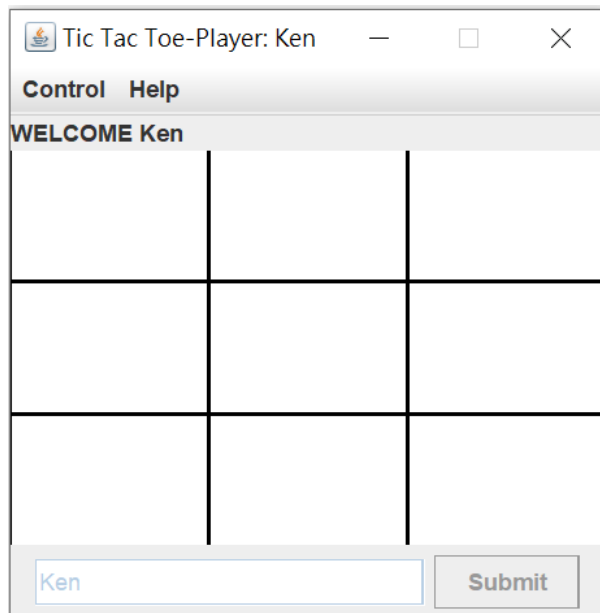 Tic Tac Toe-Player: Ken
Control Help
WELCOME Ken
Ken Submit